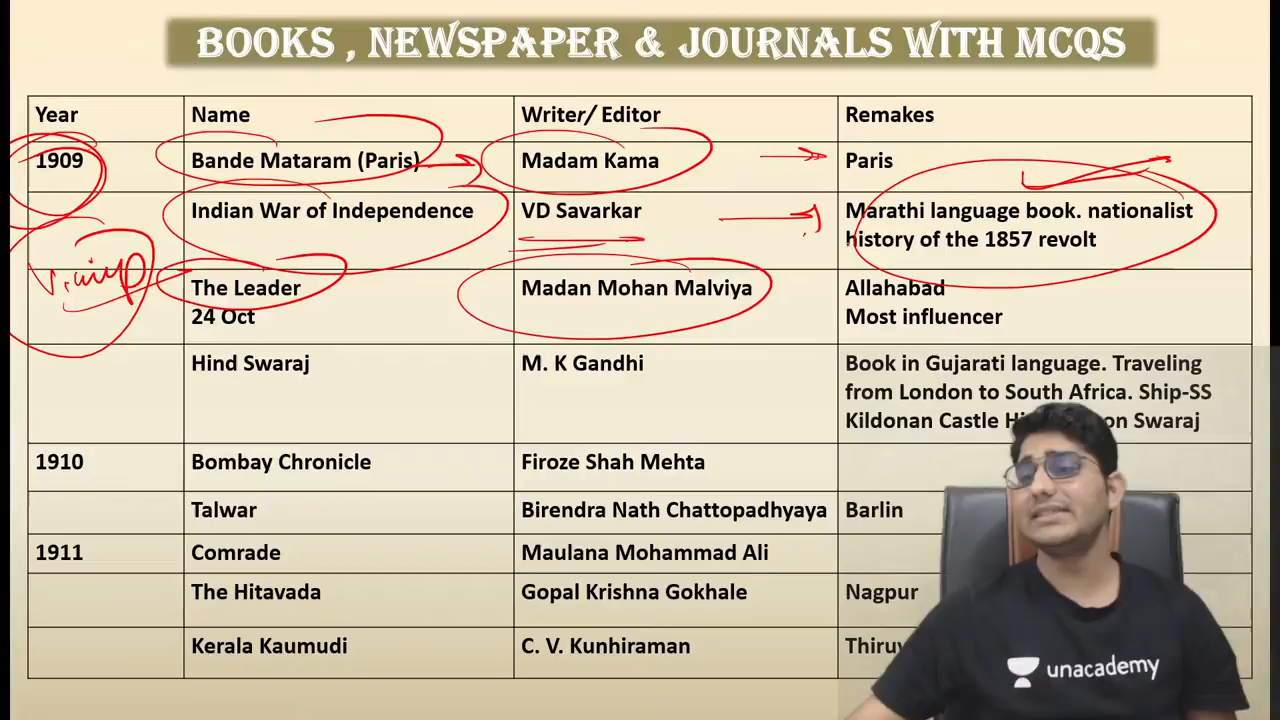 BOOKS , NEWSPAPER & JOURNALS WITH MCQS
Year Name Writer/ Editor Remakes
1909 Bande Mataram (Paris) Madam Kama Paris
Indian War of Independence VD Savarkar Marathi language book. nationalist
history of the 1857 revolt
The Leader Madan Mohan Malviya Allahabad
24 Oct Most influencer
V. imp
Hind Swaraj M. K Gandhi Book in Gujarati language. Traveling
from London to South Africa. Ship-SS
Kildonan Castle on Swaraj
1910 Bombay Chronicle Firoze Shah Mehta
Talwar Birendra Nath Chattopadhyaya Barlin
1911 Comrade Maulana Mohammad Ali
The Hitavada Gopal Krishna Gokhale Nagpur
Kerala Kaumudi C. V. Kunhiraman
unacademy